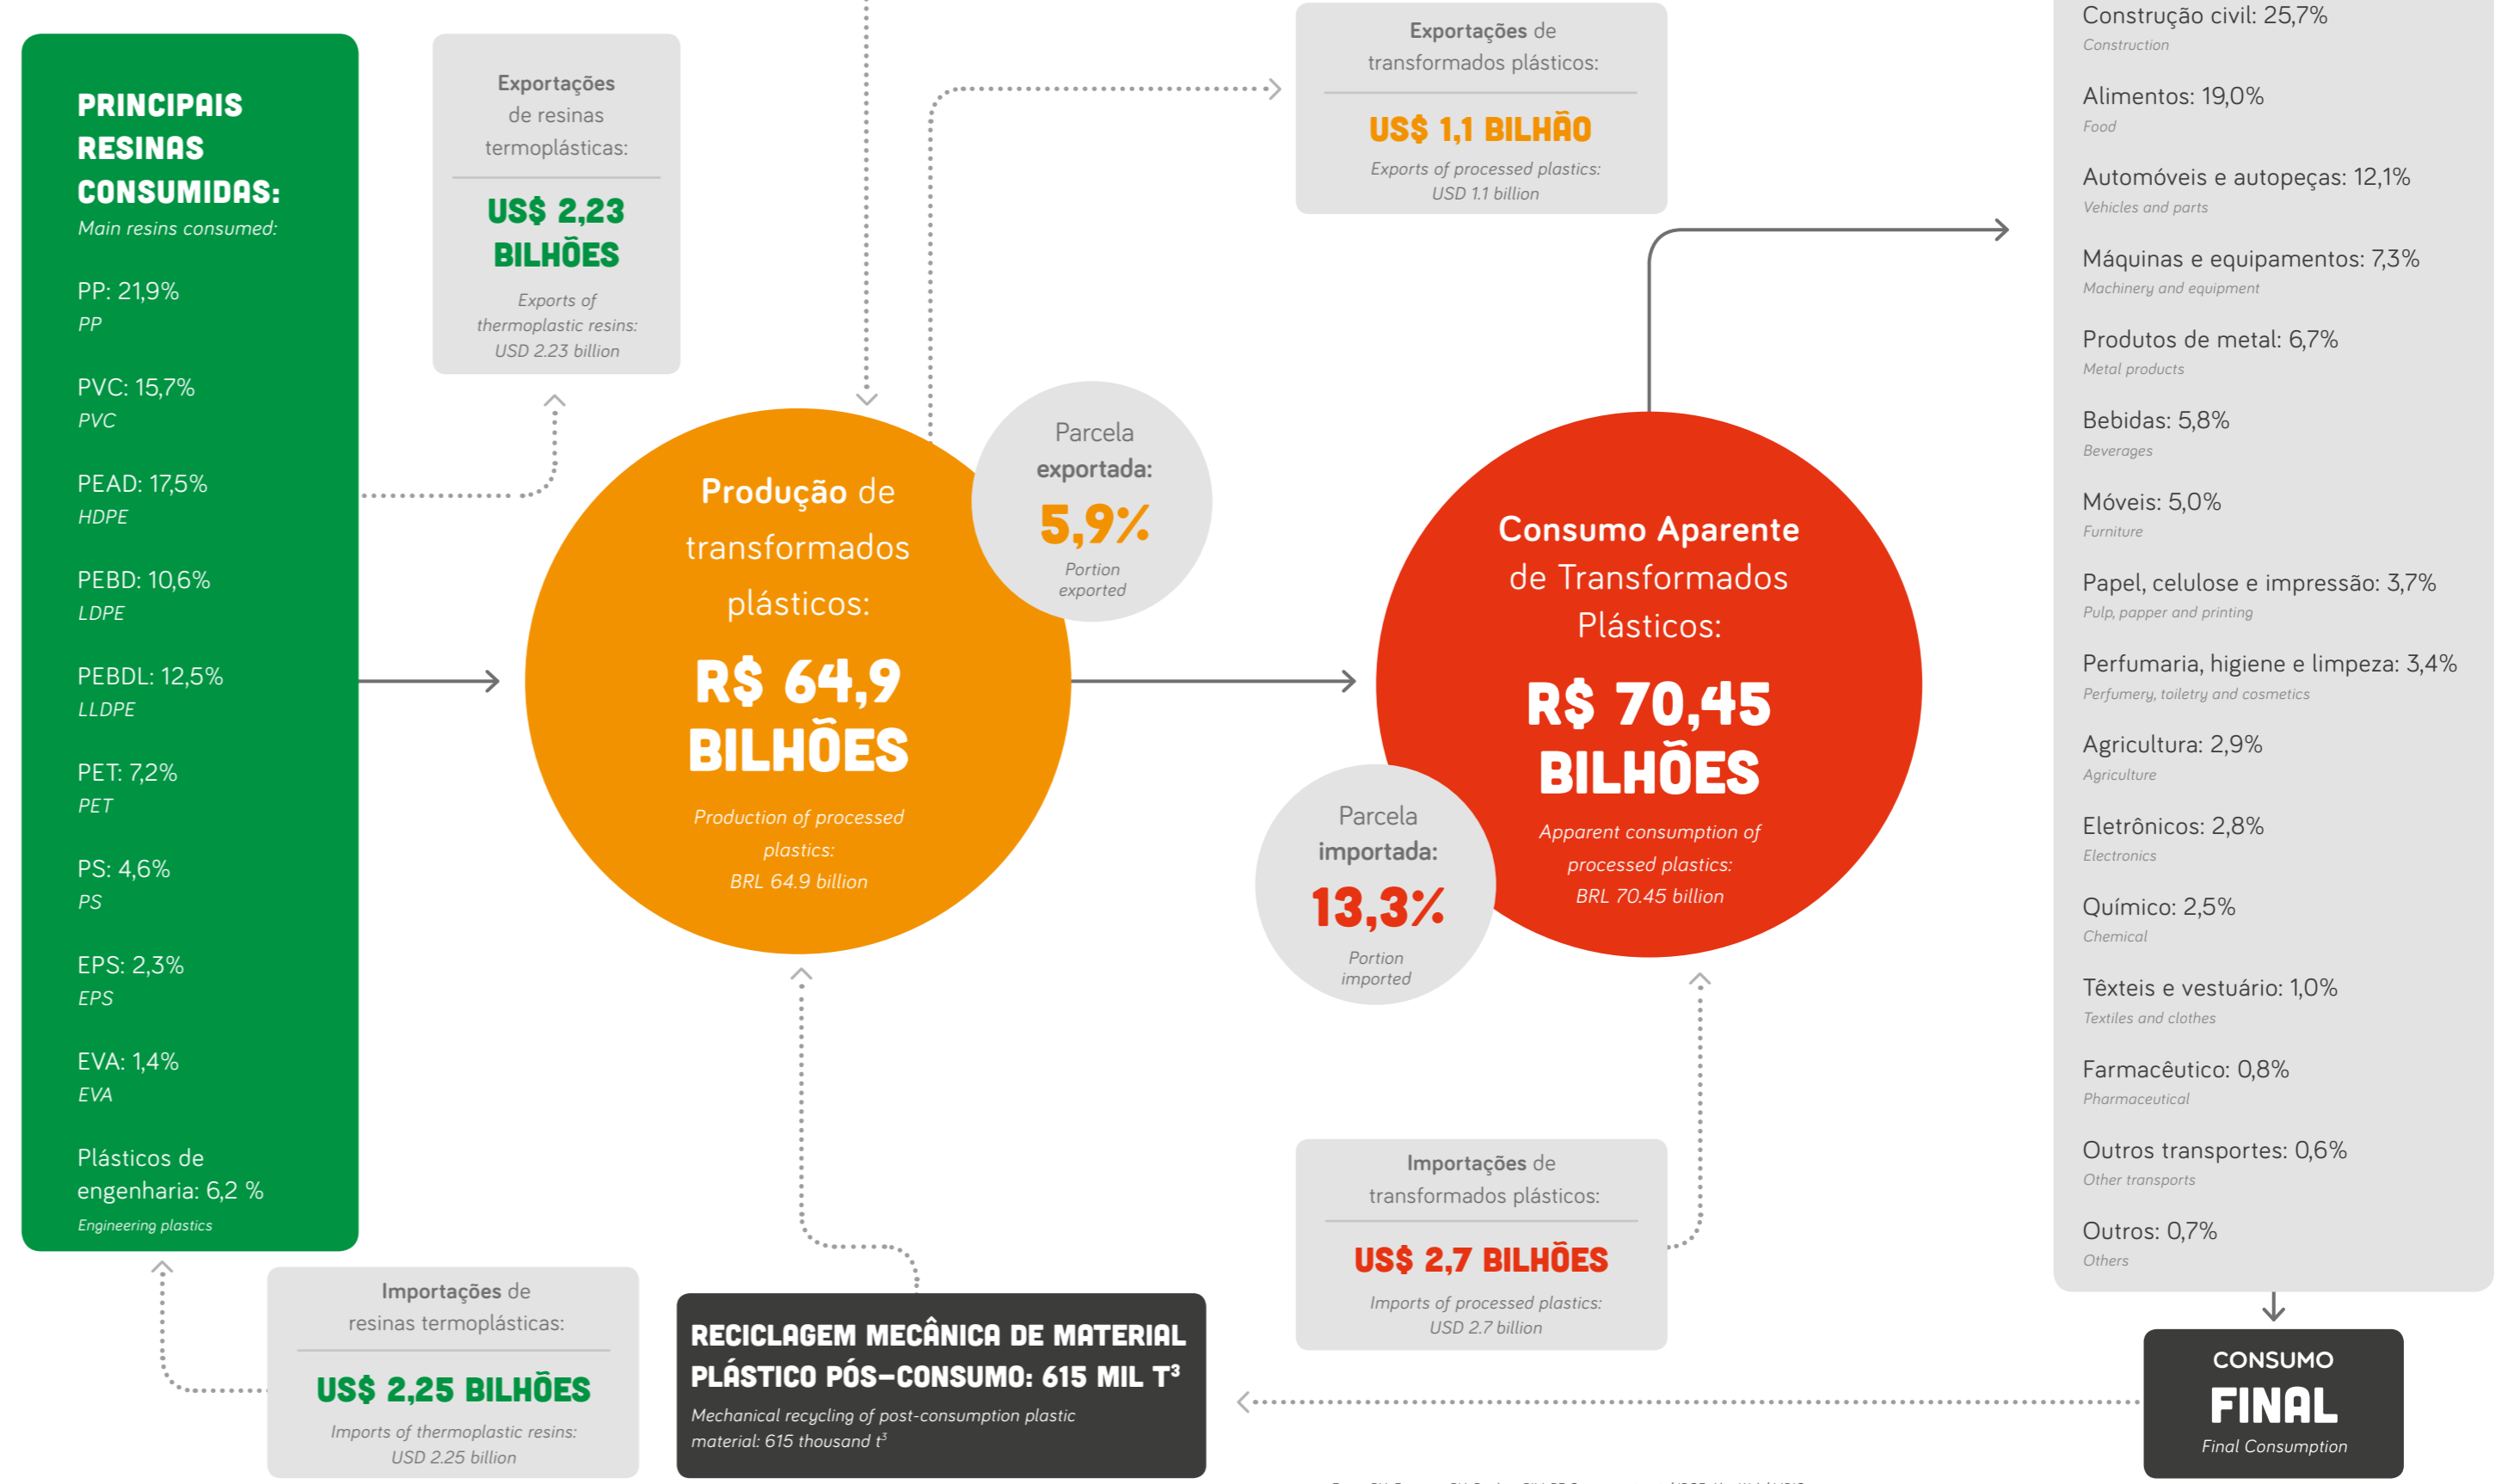 PRINCIPAIS
RESINAS
CONSUMIDAS:
Main resins consumed:
PP: 21,9%
PP
PVC: 15,7%
PVC
PEAD: 17,5%
HDPE
PEBD: 10,6%
LDPE
PEBDL: 12,5%
LLDPE
PET: 7,2%
PET
PS: 4,6%
PS
EPS: 2,3%
EPS
EVA: 1,4%
EVA
Plásticos de
engenharia: 6,2 %
Engineering plastics
Exportações
de resinas
termoplásticas:
US$ 2,23
BILHÕES
Exports of
thermoplastic resins:
USD 2.23 billion
Importações de
resinas termoplásticas:
US$ 2,25 BILHÕES
Imports of thermoplastic resins:
USD 2.25 billion
Produção de
transformados
plásticos:
R$ 64,9
BILHÕES
Production of processed
plastics:
BRL 64.9 billion
Parcela
exportada:
5,9%
Portion
exported
Exportações de
transformados plásticos:
US$ 1,1 BILHÃO
Exports of processed plastics:
USD 1.1 billion
Consumo Aparente
de Transformados
Plásticos:
R$ 70,45
BILHÕES
Apparent consumption of
processed plastics:
BRL 70.45 billion
Parcela
importada:
13,3%
Portion
imported
Importações de
transformados plásticos:
US$ 2,7 BILHÕES
Imports of processed plastics:
USD 2.7 billion
RECICLAGEM MECÂNICA DE MATERIAL
PLÁSTICO PÓS-CONSUMO: 615 MIL T³
Mechanical recycling of post-consumption plastic
material: 615 thousand t³
Construção civil: 25,7%
Construction
Alimentos: 19,0%
Food
Automóveis e autopeças: 12,1%
Vehicles and parts
Máquinas e equipamentos: 7,3%
Machinery and equipment
Produtos de metal: 6,7%
Metal products
Bebidas: 5,8%
Beverages
Móveis: 5,0%
Furniture
Papel, celulose e impressão: 3,7%
Pulp, papper and printing
Perfumaria, higiene e limpeza: 3,4%
Perfumery, toiletry and cosmetics
Agricultura: 2,9%
Agriculture
Eletrônicos: 2,8%
Electronics
Químico: 2,5%
Chemical
Têxteis e vestuário: 1,0%
Textiles and clothes
Farmacêutico: 0,8%
Pharmaceutical
Outros transportes: 0,6%
Other transports
Outros: 0,7%
Others
CONSUMO
FINAL
Final Consumption